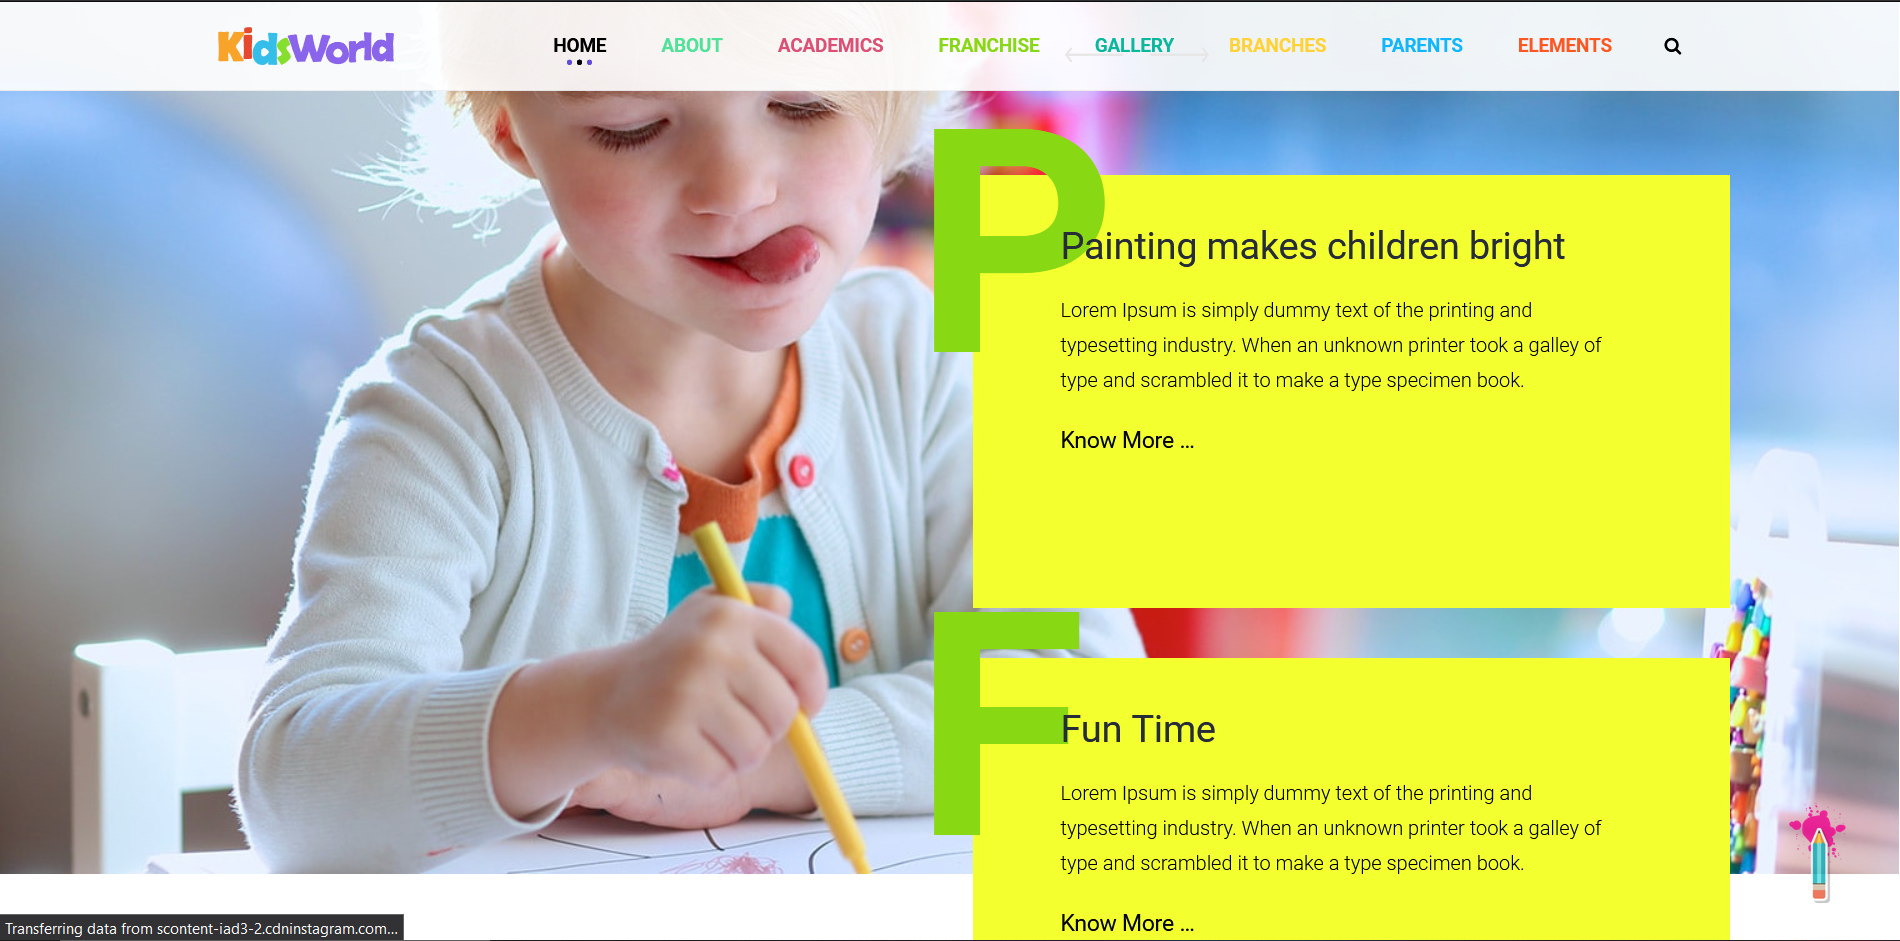 KidsWorld
HOME ABOUT ACADEMICS FRANCHISE GALLERY BRANCHES PARENTS ELEMENTS
P
Painting makes children bright
Lorem Ipsum is simply dummy text of the printing and
typesetting industry. When an unknown printer took a galley of
type and scrambled it to make a type specimen book.
Know More ...
F
Fun Time
Lorem Ipsum is simply dummy text of the printing and
typesetting industry. When an unknown printer took a galley of
type and scrambled it to make a type specimen book.
Know More ...
Transferring data from scontent-iad3-2.cdninstagram.com...